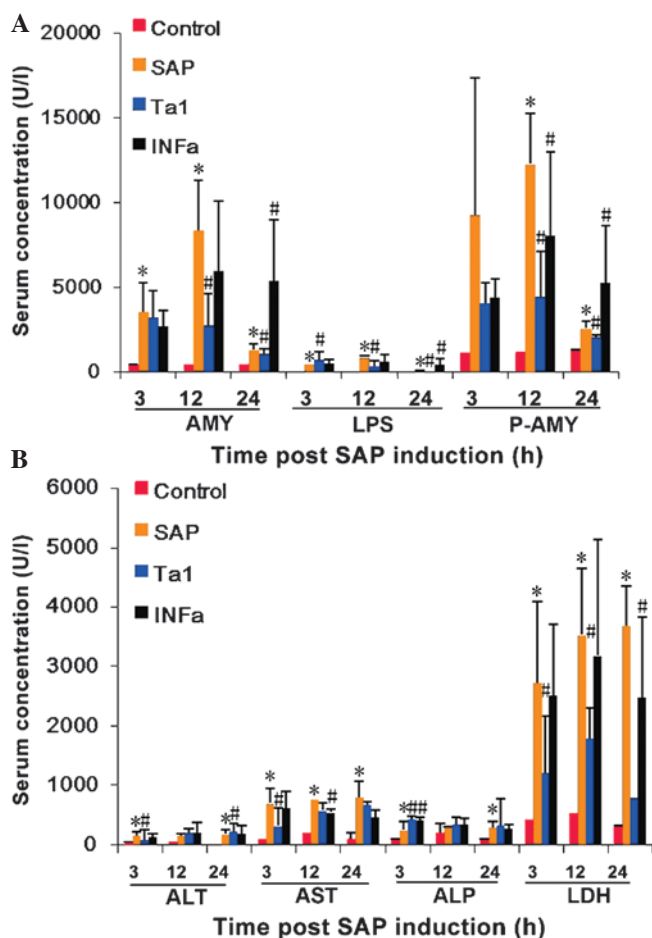 A
Control
SAP
Ta1
INFa
Serum concentration (U/l)
20000
15000
10000
5000
0
* * # * # #
# * * # * # #
* # # * # #
3 12 24 3 12 24 3 12 24
AMY LPS P-AMY
Time post SAP induction (h)
B
Control
SAP
Ta1
INFa
Serum concentration (U/l)
6000
5000
4000
3000
2000
1000
0
* # * #
* # * # *
* # # *
* # * # * #
3 12 24 3 12 24 3 12 24 3 12 24
ALT AST ALP LDH
Time post SAP induction (h)